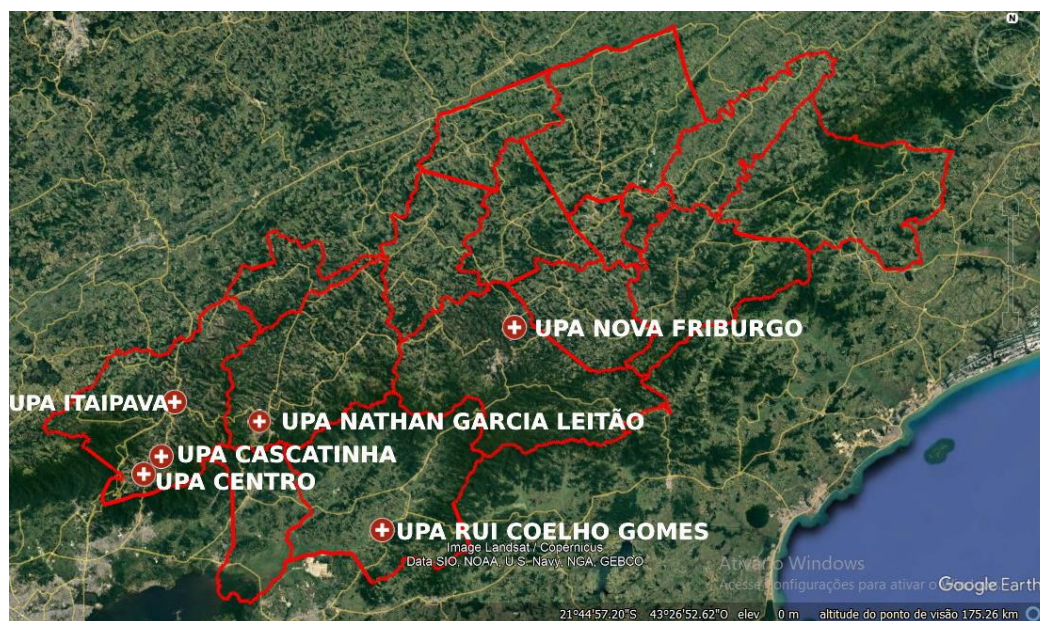 N
UPA NOVA FRIBURGO
UPA ITAIPAVA
UPA NATHAN GARCIA LEITÃO
UPA CASCATINHA
UPA CENTRO
UPA RUI COELHO GOMES
Image Landsat / Copernicus
Data SIO, NOAA, U.S. Navy, NGA, GEBCO
Ativar o Windows
Acesse Configurações para ativar o
Google Earth
21°44'57.20"S 43°26'52.62"O elev 0 m altitude do ponto de visão 175.26 km